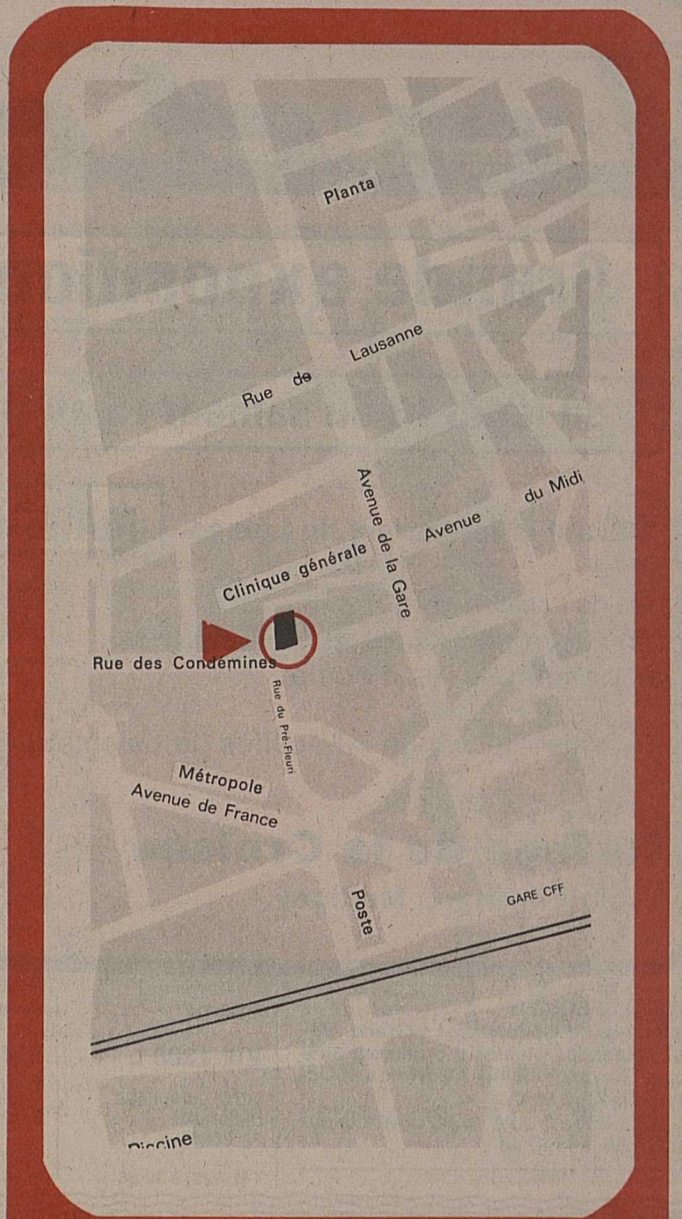 Planta
Rue de Lausanne
Avenue de la Gare
Avenue du Midi
Clinique générale
Rue des Condémines
Rue du Pré-Fleuri
Métropole
Avenue de France
Poste
GARE CFF
Piscine